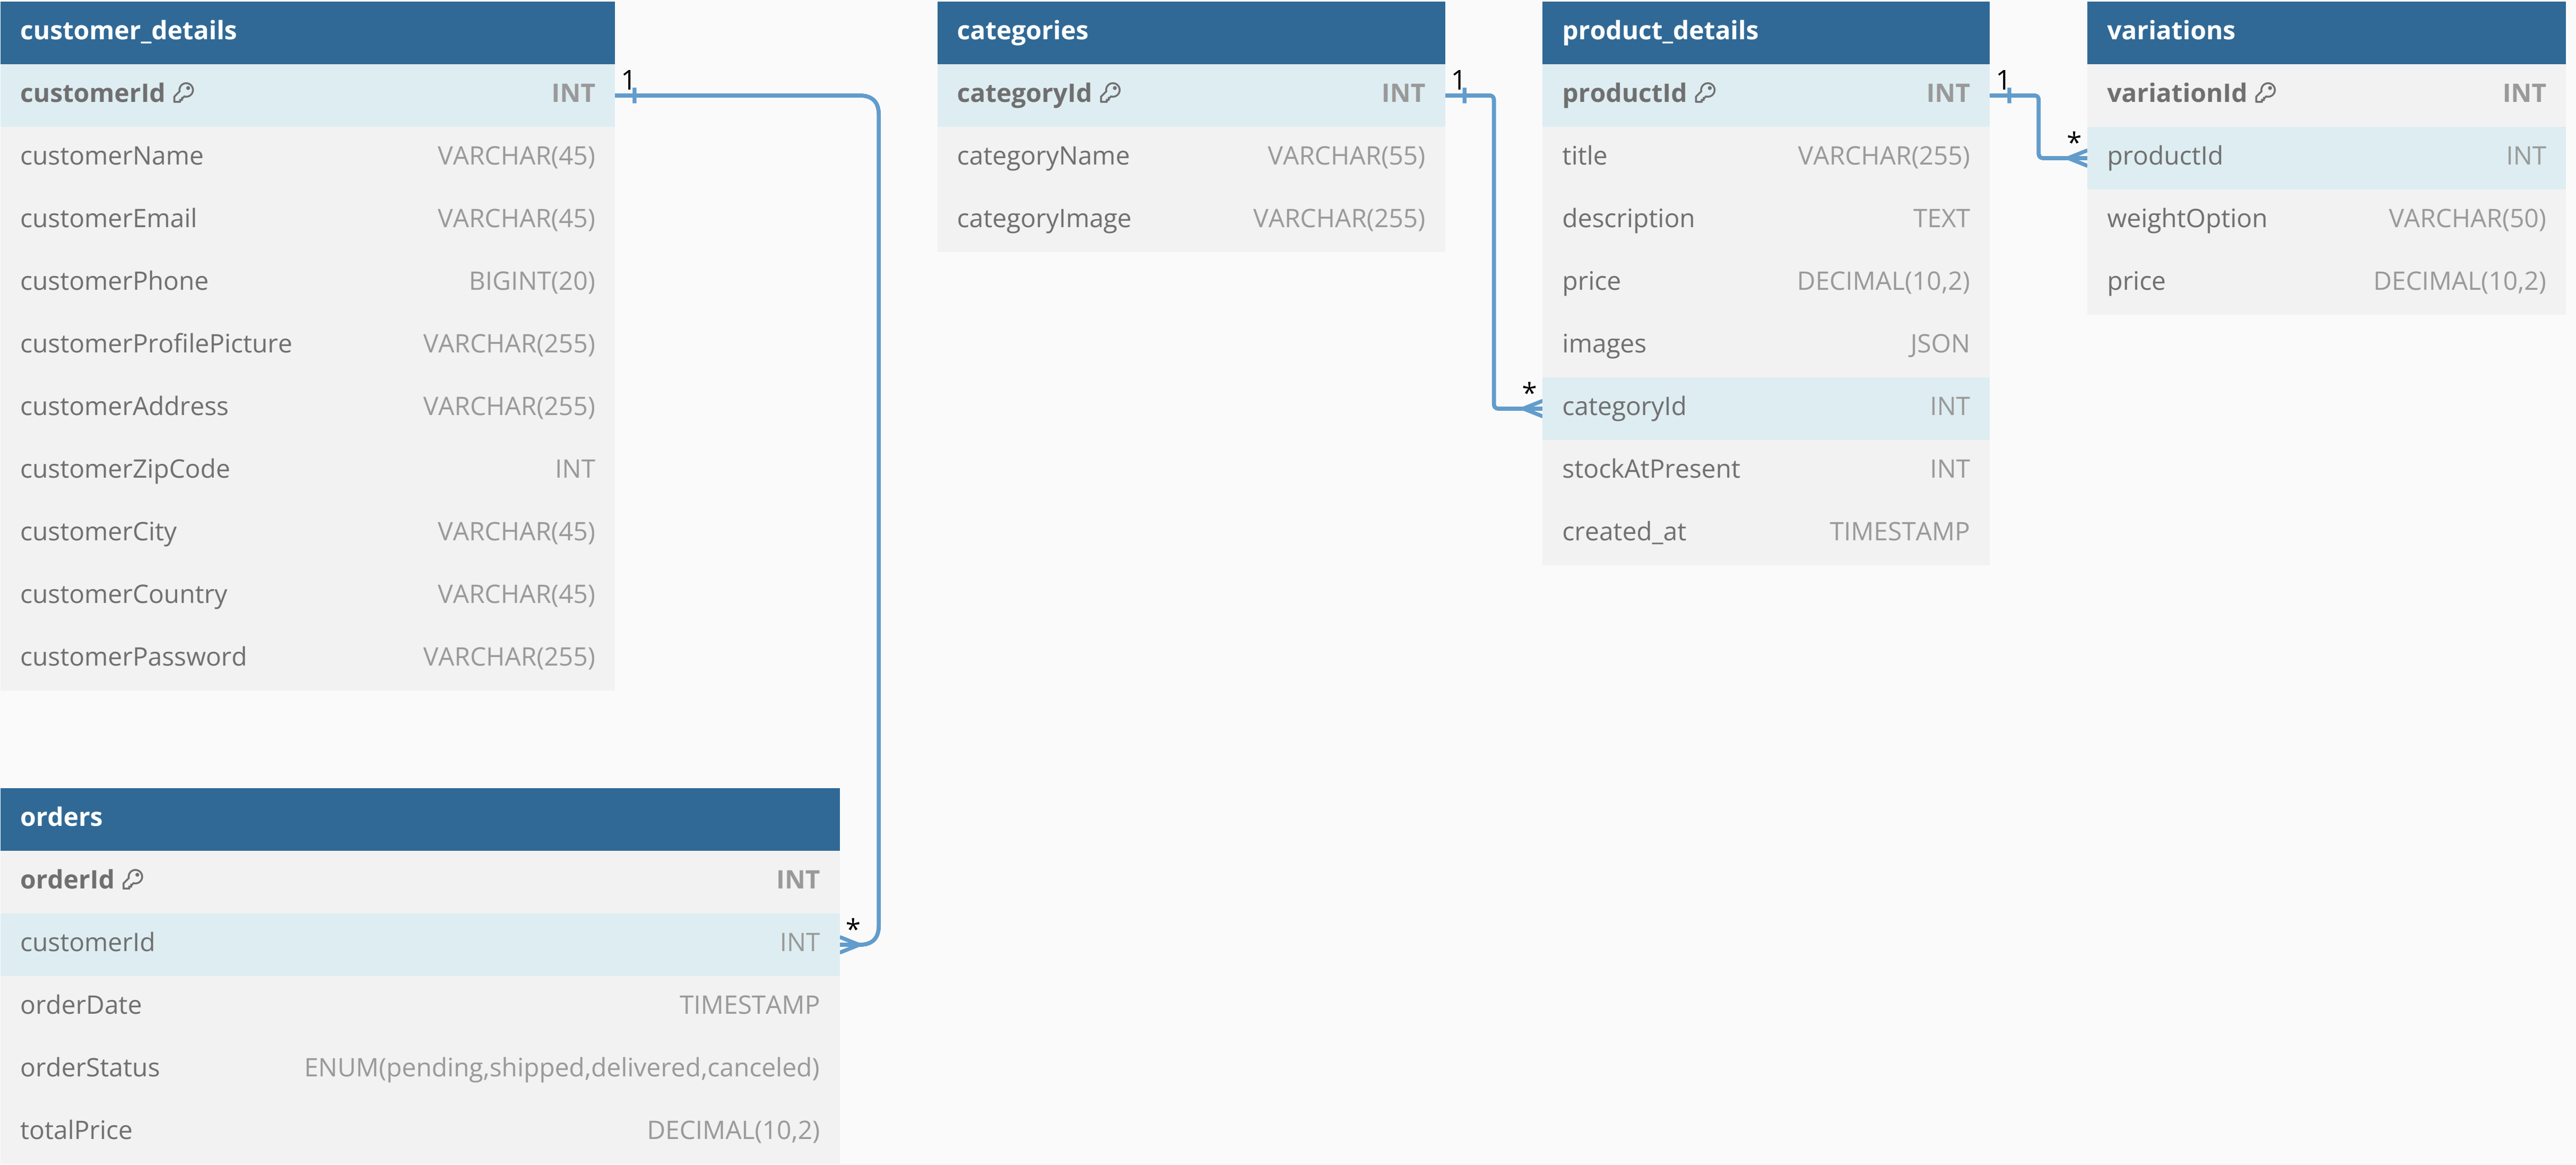 customer_details
customerId INT
customerName VARCHAR(45)
customerEmail VARCHAR(45)
customerPhone BIGINT(20)
customerProfilePicture VARCHAR(255)
customerAddress VARCHAR(255)
customerZipCode INT
customerCity VARCHAR(45)
customerCountry VARCHAR(45)
customerPassword VARCHAR(255)
1
categories
categoryId INT
categoryName VARCHAR(55)
categoryImage VARCHAR(255)
1
*
product_details
productId INT
title VARCHAR(255)
description TEXT
price DECIMAL(10,2)
images JSON
categoryId INT
stockAtPresent INT
created_at TIMESTAMP
1
*
variations
variationId INT
productId INT
weightOption VARCHAR(50)
price DECIMAL(10,2)
orders
orderId INT
customerId INT
*
orderDate TIMESTAMP
orderStatus ENUM(pending,shipped,delivered,canceled)
totalPrice DECIMAL(10,2)